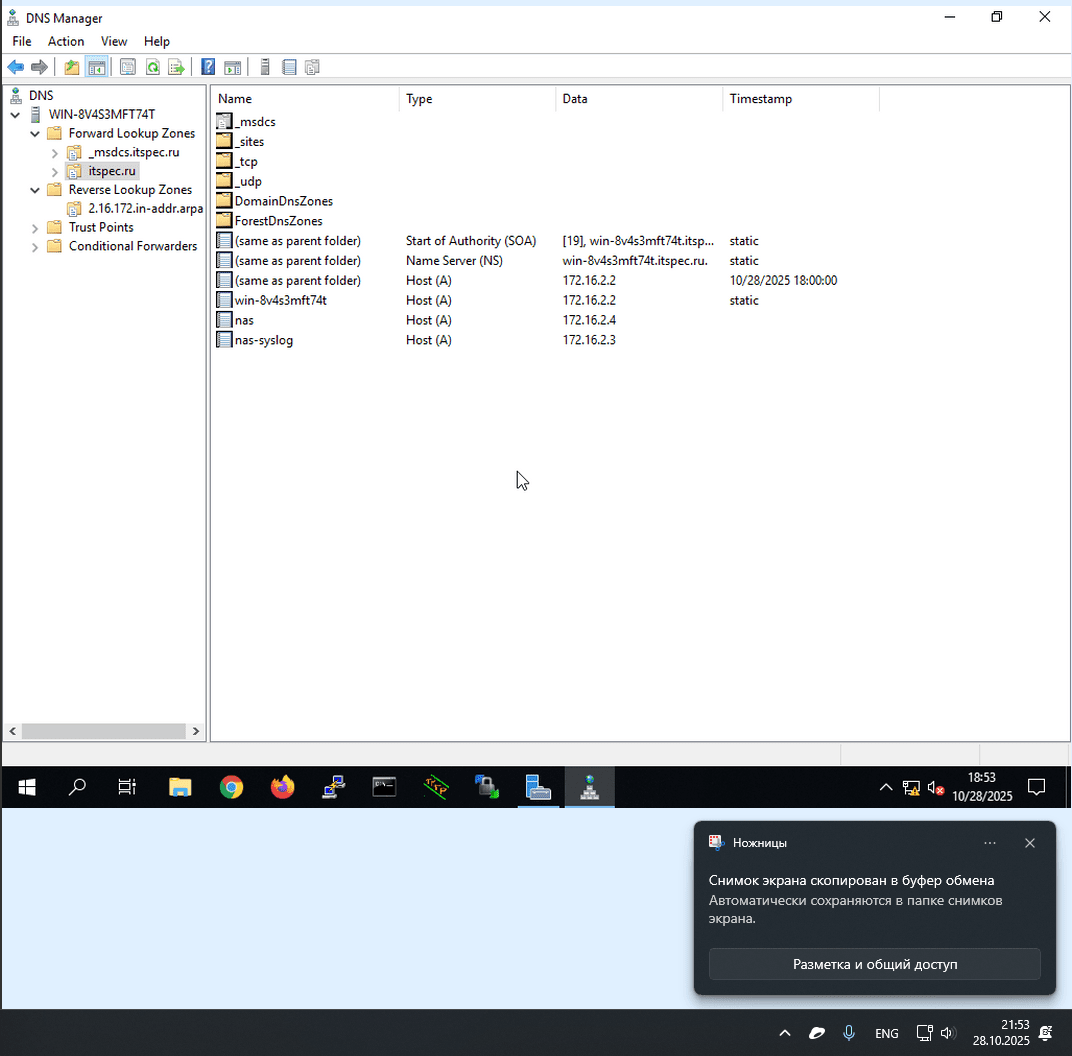 DNS Manager
File Action View Help
DNS
WIN-8V4S3MFT74T
Forward Lookup Zones
_msdcs.itspec.ru
itspec.ru
Reverse Lookup Zones
2.16.172.in-addr.arpa
Trust Points
Conditional Forwarders
Name Type Data Timestamp
_msdcs
_sites
_tcp
_udp
DomainDnsZones
ForestDnsZones
(same as parent folder) Start of Authority (SOA) [19], win-8v4s3mft74t.itsp... static
(same as parent folder) Name Server (NS) win-8v4s3mft74t.itspec.ru. static
(same as parent folder) Host (A) 172.16.2.2 10/28/2025 18:00:00
win-8v4s3mft74t Host (A) 172.16.2.2 static
nas Host (A) 172.16.2.4
nas-syslog Host (A) 172.16.2.3
18:53
10/28/2025
Ножницы
Снимок экрана скопирован в буфер обмена
Автоматически сохраняются в папке снимков
экрана.
Разметка и общий доступ
ENG
21:53
28.10.2025